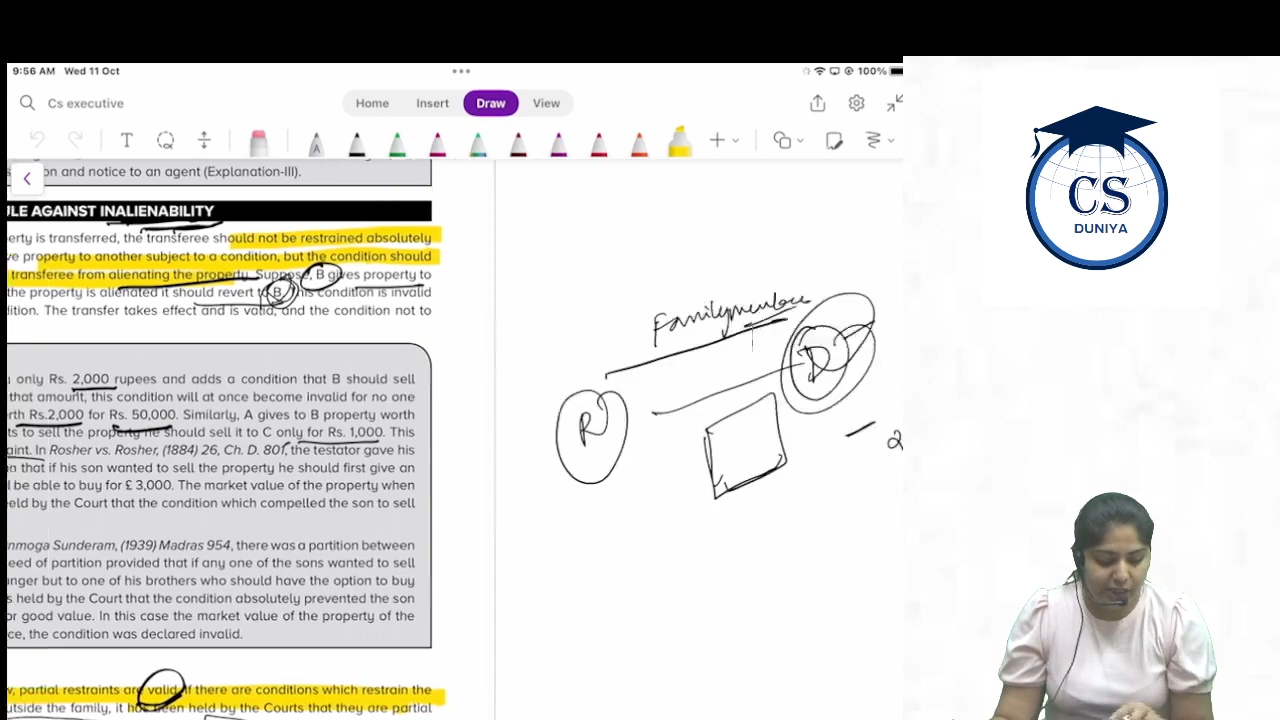 9:56 AM Wed 11 Oct
100%
Cs executive
Home Insert Draw View
on and notice to an agent (Explanation-III).
ULE AGAINST INALIENABILITY
erty is transferred, the transferee should not be restrained absolutely
ve property to another subject to a condition, but the condition should
transferee from alienating the property. Suppose, B gives property to
the property is alienated it should revert to B. This condition is invalid
dition. The transfer takes effect and is valid, and the condition not to
only Rs. 2,000 rupees and adds a condition that B should sell
that amount, this condition will at once become invalid for no one
rth Rs.2,000 for Rs. 50,000. Similarly, A gives to B property worth
ts to sell the property he should sell it to C only for Rs. 1,000. This
aint. In Rosher vs. Rosher, (1884) 26, Ch. D. 801, the testator gave his
n that if his son wanted to sell the property he should first give an
l be able to buy for £ 3,000. The market value of the property when
eld by the Court that the condition which compelled the son to sell
nmoga Sunderam, (1939) Madras 954, there was a partition between
eed of partition provided that if any one of the sons wanted to sell
nger but to one of his brothers who should have the option to buy
s held by the Court that the condition absolutely prevented the son
or good value. In this case the market value of the property of the
ce, the condition was declared invalid.
w, partial restraints are valid. If there are conditions which restrain the
utside the family, it has been held by the Courts that they are partial
Family
R
D
2
CS
DUNIYA